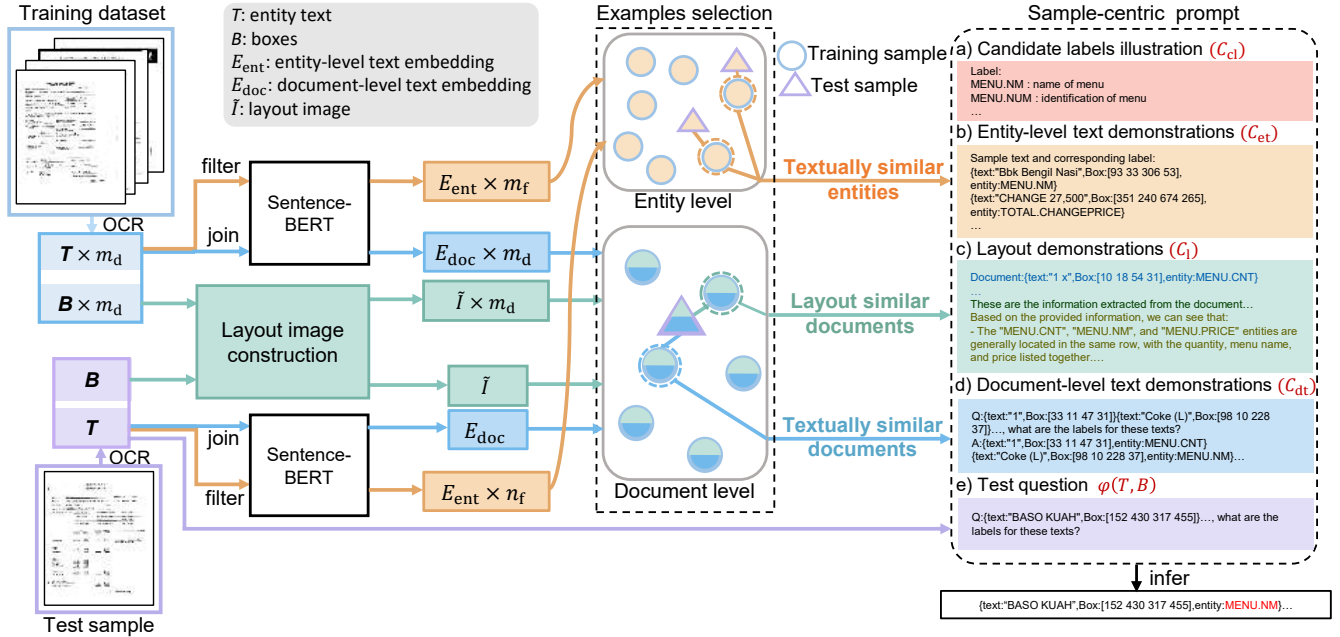 Training dataset
T: entity text
B: boxes
E_ent: entity-level text embedding
E_doc: document-level text embedding
Ĩ: layout image
OCR
T × m_d
B × m_d
filter
join
Sentence-
BERT
E_ent × m_f
E_doc × m_d
Layout image
construction
Ĩ × m_d
Ĩ
B
T
OCR
join
filter
Sentence-
BERT
E_doc
E_ent × n_f
Test sample
Examples selection
Entity level
Document level
Training sample
Test sample
Textually similar
entities
Layout similar
documents
Textually similar
documents
Sample-centric prompt
a) Candidate labels illustration (C_cl)
Label:
MENU.NM : name of menu
MENU.NUM : identification of menu
…
b) Entity-level text demonstrations (C_et)
Sample text and corresponding label:
{text:"Bbk Bengil Nasi",Box:[93 33 306 53],
entity:MENU.NM}
{text:"CHANGE 27,500",Box:[351 240 674 265],
entity:TOTAL.CHANGEPRICE}
…
c) Layout demonstrations (C_l)
Document:{text:"1 x",Box:[10 18 54 31],entity:MENU.CNT}
…
These are the information extracted from the document…
Based on the provided information, we can see that:
- The "MENU.CNT", "MENU.NM", and "MENU.PRICE" entities are
generally located in the same row, with the quantity, menu name,
and price listed together.…
d) Document-level text demonstrations (C_dt)
Q:{text:"1",Box:[33 11 47 31]}{text:"Coke (L)",Box:[98 10 228
37]}…, what are the labels for these texts?
A:{text:"1",Box:[33 11 47 31],entity:MENU.CNT}
{text:"Coke (L)",Box:[98 10 228 37],entity:MENU.NM}…
e) Test question φ(T, B)
Q:{text:"BASO KUAH",Box:[152 430 317 455]}…, what are the
labels for these texts?
infer
{text:"BASO KUAH",Box:[152 430 317 455],entity:MENU.NM}…